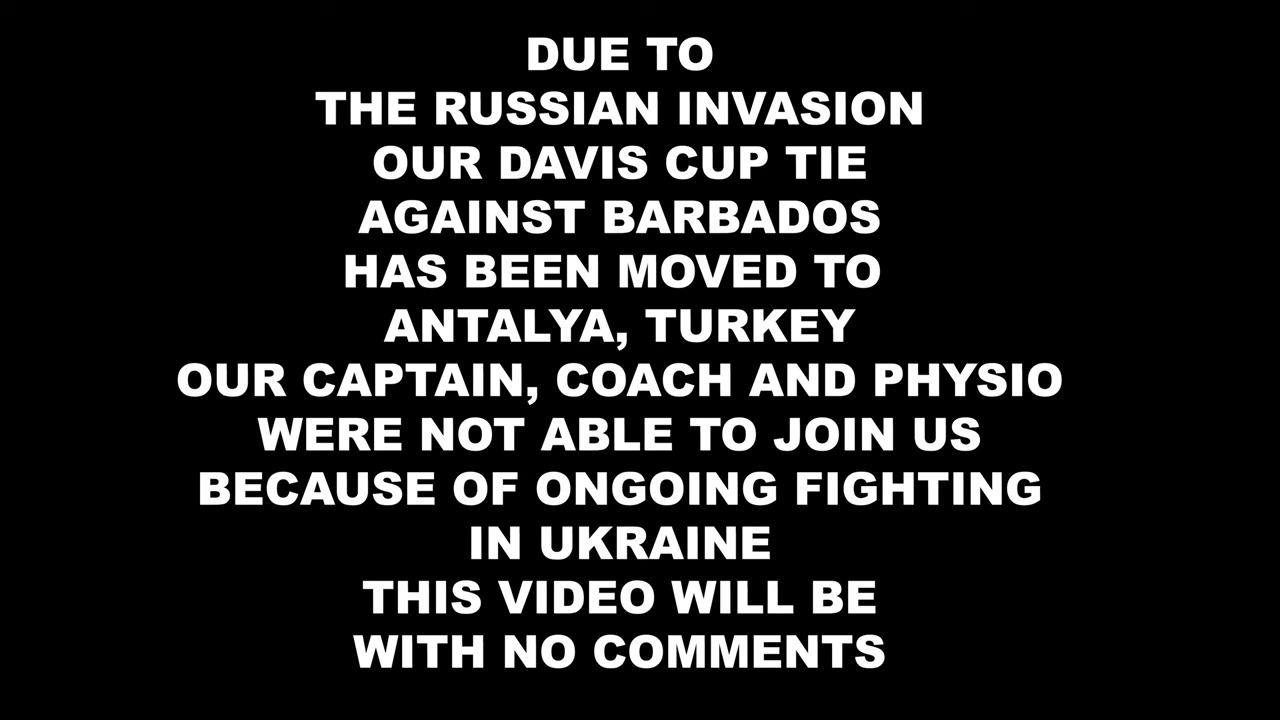 DUE TO
THE RUSSIAN INVASION
OUR DAVIS CUP TIE
AGAINST BARBADOS
HAS BEEN MOVED TO
ANTALYA, TURKEY
OUR CAPTAIN, COACH AND PHYSIO
WERE NOT ABLE TO JOIN US
BECAUSE OF ONGOING FIGHTING
IN UKRAINE
THIS VIDEO WILL BE
WITH NO COMMENTS